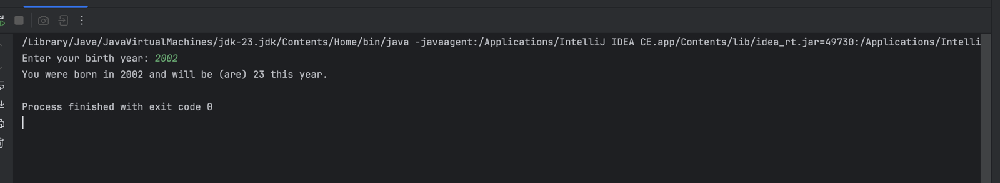 /Library/Java/JavaVirtualMachines/jdk-23.jdk/Contents/Home/bin/java -javaagent:/Applications/IntelliJ IDEA CE.app/Contents/lib/idea_rt.jar=49730:/Applications/Intelli
Enter your birth year: 2002
You were born in 2002 and will be (are) 23 this year.
Process finished with exit code 0